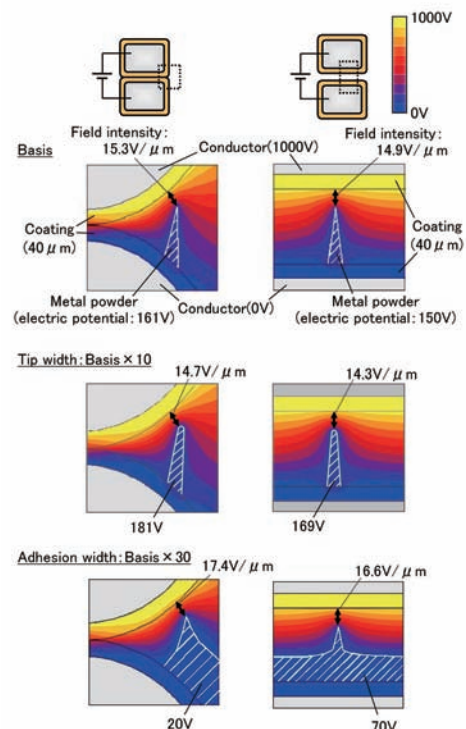 1000V
0V
Field intensity:
15.3V/μm
Field intensity:
14.9V/μm
Basis
Conductor(1000V)
Coating
(40μm)
Coating
(40μm)
Metal powder
(electric potential:161V)
Conductor(0V)
Metal powder
(electric potential:150V)
Tip width:Basis×10
14.7V/μm
14.3V/μm
181V
169V
Adhesion width:Basis×30
17.4V/μm
16.6V/μm
20V
70V